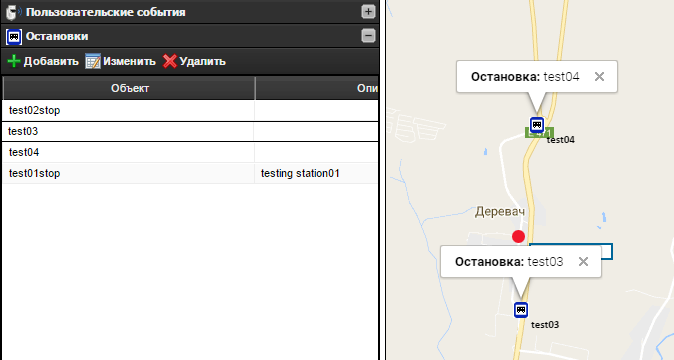 Пользовательские события
Остановки
Добавить Изменить Удалить
Объект Опи
test02stop
test03
test04
test01stop testing station01
Остановка: test04
test04
Деревач
Остановка: test03
test03